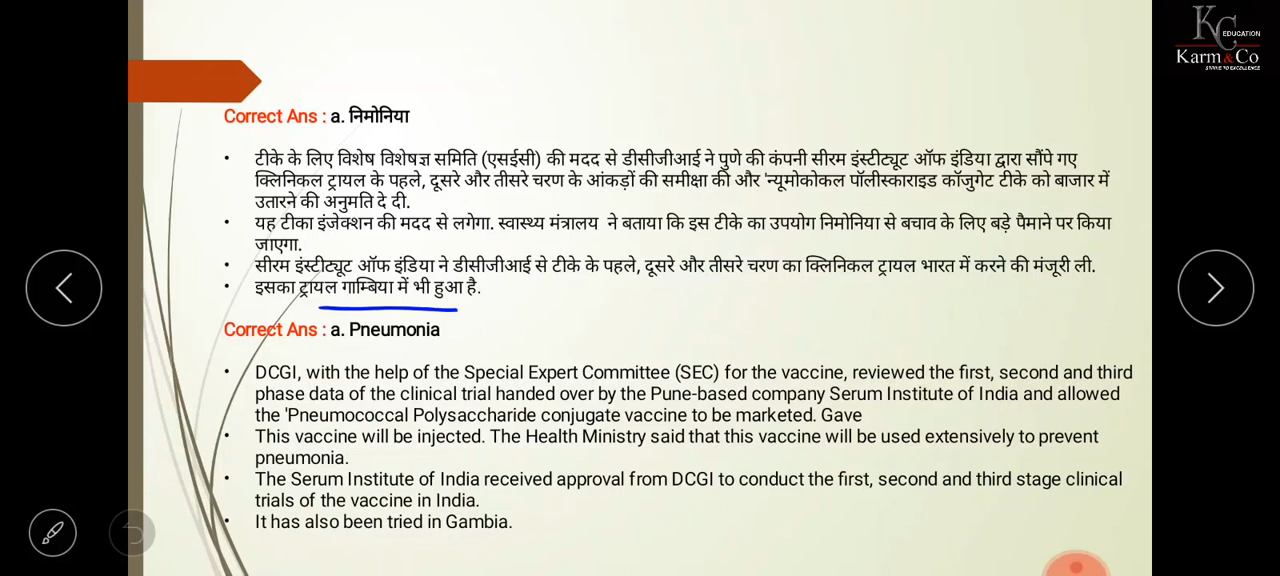 KC EDUCATION
Karm & Co
STRIVE TO EXCELLENCE
Correct Ans : a. निमोनिया
• टीके के लिए विशेष विशेषज्ञ समिति (एसईसी) की मदद से डीसीजीआई ने पुणे की कंपनी सीरम इंस्टीट्यूट ऑफ इंडिया द्वारा सौंपे गए
क्लिनिकल ट्रायल के पहले, दूसरे और तीसरे चरण के आंकड़ों की समीक्षा की और 'न्यूमोकोकल पॉलीस्काराइड कॉजुगेट टीके को बाजार में
उतारने की अनुमति दे दी.
• यह टीका इंजेक्शन की मदद से लगेगा. स्वास्थ्य मंत्रालय ने बताया कि इस टीके का उपयोग निमोनिया से बचाव के लिए बड़े पैमाने पर किया
जाएगा.
• सीरम इंस्टीट्यूट ऑफ इंडिया ने डीसीजीआई से टीके के पहले, दूसरे और तीसरे चरण का क्लिनिकल ट्रायल भारत में करने की मंजूरी ली.
• इसका ट्रायल गाम्बिया में भी हुआ है.
Correct Ans : a. Pneumonia
• DCGI, with the help of the Special Expert Committee (SEC) for the vaccine, reviewed the first, second and third
phase data of the clinical trial handed over by the Pune-based company Serum Institute of India and allowed
the 'Pneumococcal Polysaccharide conjugate vaccine to be marketed. Gave
• This vaccine will be injected. The Health Ministry said that this vaccine will be used extensively to prevent
pneumonia.
• The Serum Institute of India received approval from DCGI to conduct the first, second and third stage clinical
trials of the vaccine in India.
• It has also been tried in Gambia.